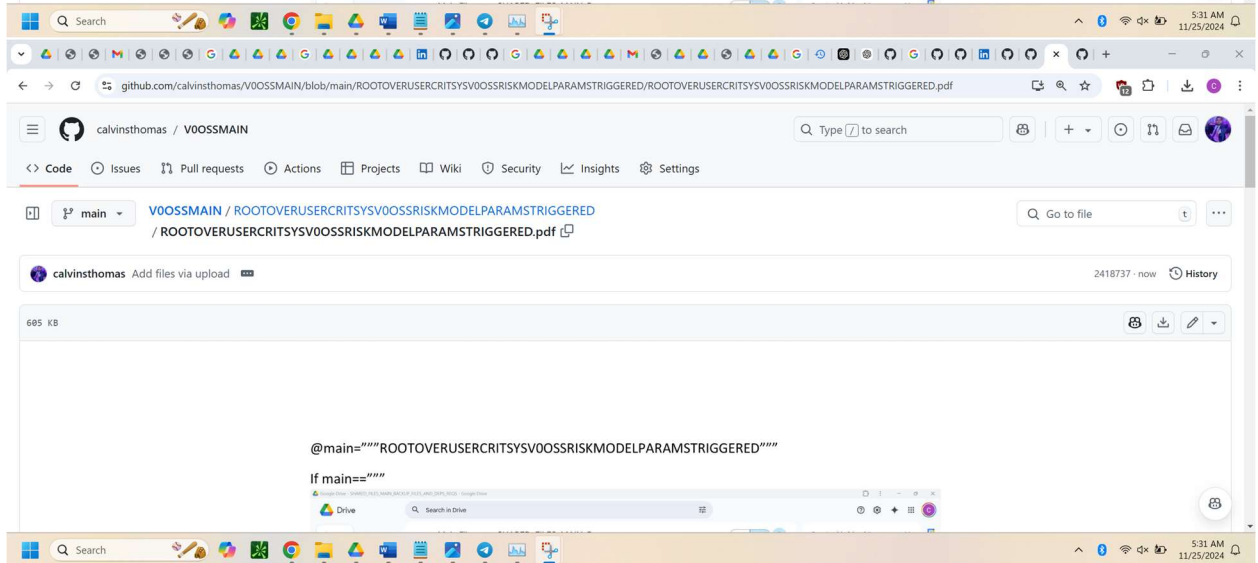 Search
5:31 AM
11/25/2024
github.com/calvinsthomas/V0OSSMAIN/blob/main/ROOTOVERUSERCRITSYSV0OSSRISKMODELPARAMSTRIGGERED/ROOTOVERUSERCRITSYSV0OSSRISKMODELPARAMSTRIGGERED.pdf
12
C
calvinsthomas / V0OSSMAIN
Type / to search
Code Issues Pull requests Actions Projects Wiki Security Insights Settings
main
V0OSSMAIN / ROOTOVERUSERCRITSYSV0OSSRISKMODELPARAMSTRIGGERED
/ ROOTOVERUSERCRITSYSV0OSSRISKMODELPARAMSTRIGGERED.pdf
Go to file t
calvinsthomas Add files via upload
2418737 · now History
605 KB
@main="""ROOTOVERUSERCRITSYSV0OSSRISKMODELPARAMSTRIGGERED"""
If main=="""
Drive
Search in Drive
C
Search
5:31 AM
11/25/2024